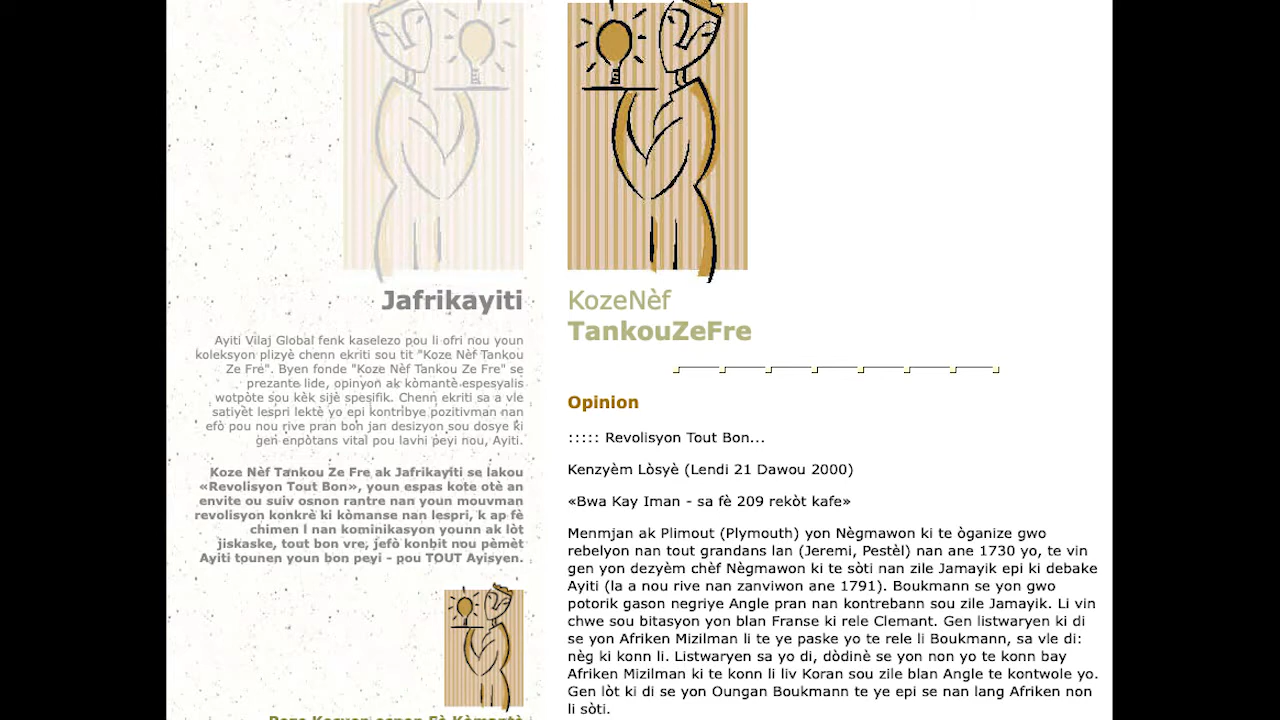 Jafrikayiti
Ayiti Vilaj Global fenk kaselezo pou li ofri nou youn
koleksyon plizyè chenn ekriti sou tit "Koze Nèf Tankou
Ze Fre". Byen fonde "Koze Nèf Tankou Ze Fre" se
prezante lide, opinyon ak kòmantè espesyalis
wotpòte sou kèk sijè spesifik. Chenn ekriti sa a vle
satiyèt lespri lektè yo epi kontribye pozitivman nan
efò pou nou rive pran bon jan desizyon sou dosye ki
gen enpòtans vital pou lavni peyi nou, Ayiti.
Koze Nèf Tankou Ze Fre ak Jafrikayiti se lakou
«Revolisyon Tout Bon», youn espas kote otè an
envite ou suiv osnon rantre nan youn mouvman
revolisyon konkrè ki kòmanse nan lespri, k ap fè
chimen l nan kominikasyon younn ak lòt
jiskaske, tout bon vre, jefò konbit nou pèmèt
Ayiti tounen youn bon peyi - pou TOUT Ayisyen.
KozeNèf
TankouZeFre
Opinion
::::: Revolisyon Tout Bon...
Kenzyèm Lòsyè (Lendi 21 Dawou 2000)
«Bwa Kay Iman - sa fè 209 rekòt kafe»
Menmjan ak Plimout (Plymouth) yon Nègmawon ki te òganize gwo
rebelyon nan tout grandans lan (Jeremi, Pestèl) nan ane 1730 yo, te vin
gen yon dezyèm chèf Nègmawon ki te sòti nan zile Jamayik epi ki debake
Ayiti (la a nou rive nan zanviwon ane 1791). Boukmann se yon gwo
potorik gason negriye Angle pran nan kontrebann sou zile Jamayik. Li vin
chwe sou bitasyon yon blan Franse ki rele Clemant. Gen listwaryen ki di
se yon Afriken Mizilman li te ye paske yo te rele li Boukmann, sa vle di:
nèg ki konn li. Listwaryen sa yo di, dòdinè se yon non yo te konn bay
Afriken Mizilman ki te konn li liv Koran sou zile blan Angle te kontwole yo.
Gen lòt ki di se yon Oungan Boukmann te ye epi se nan lang Afriken non
li sòti.